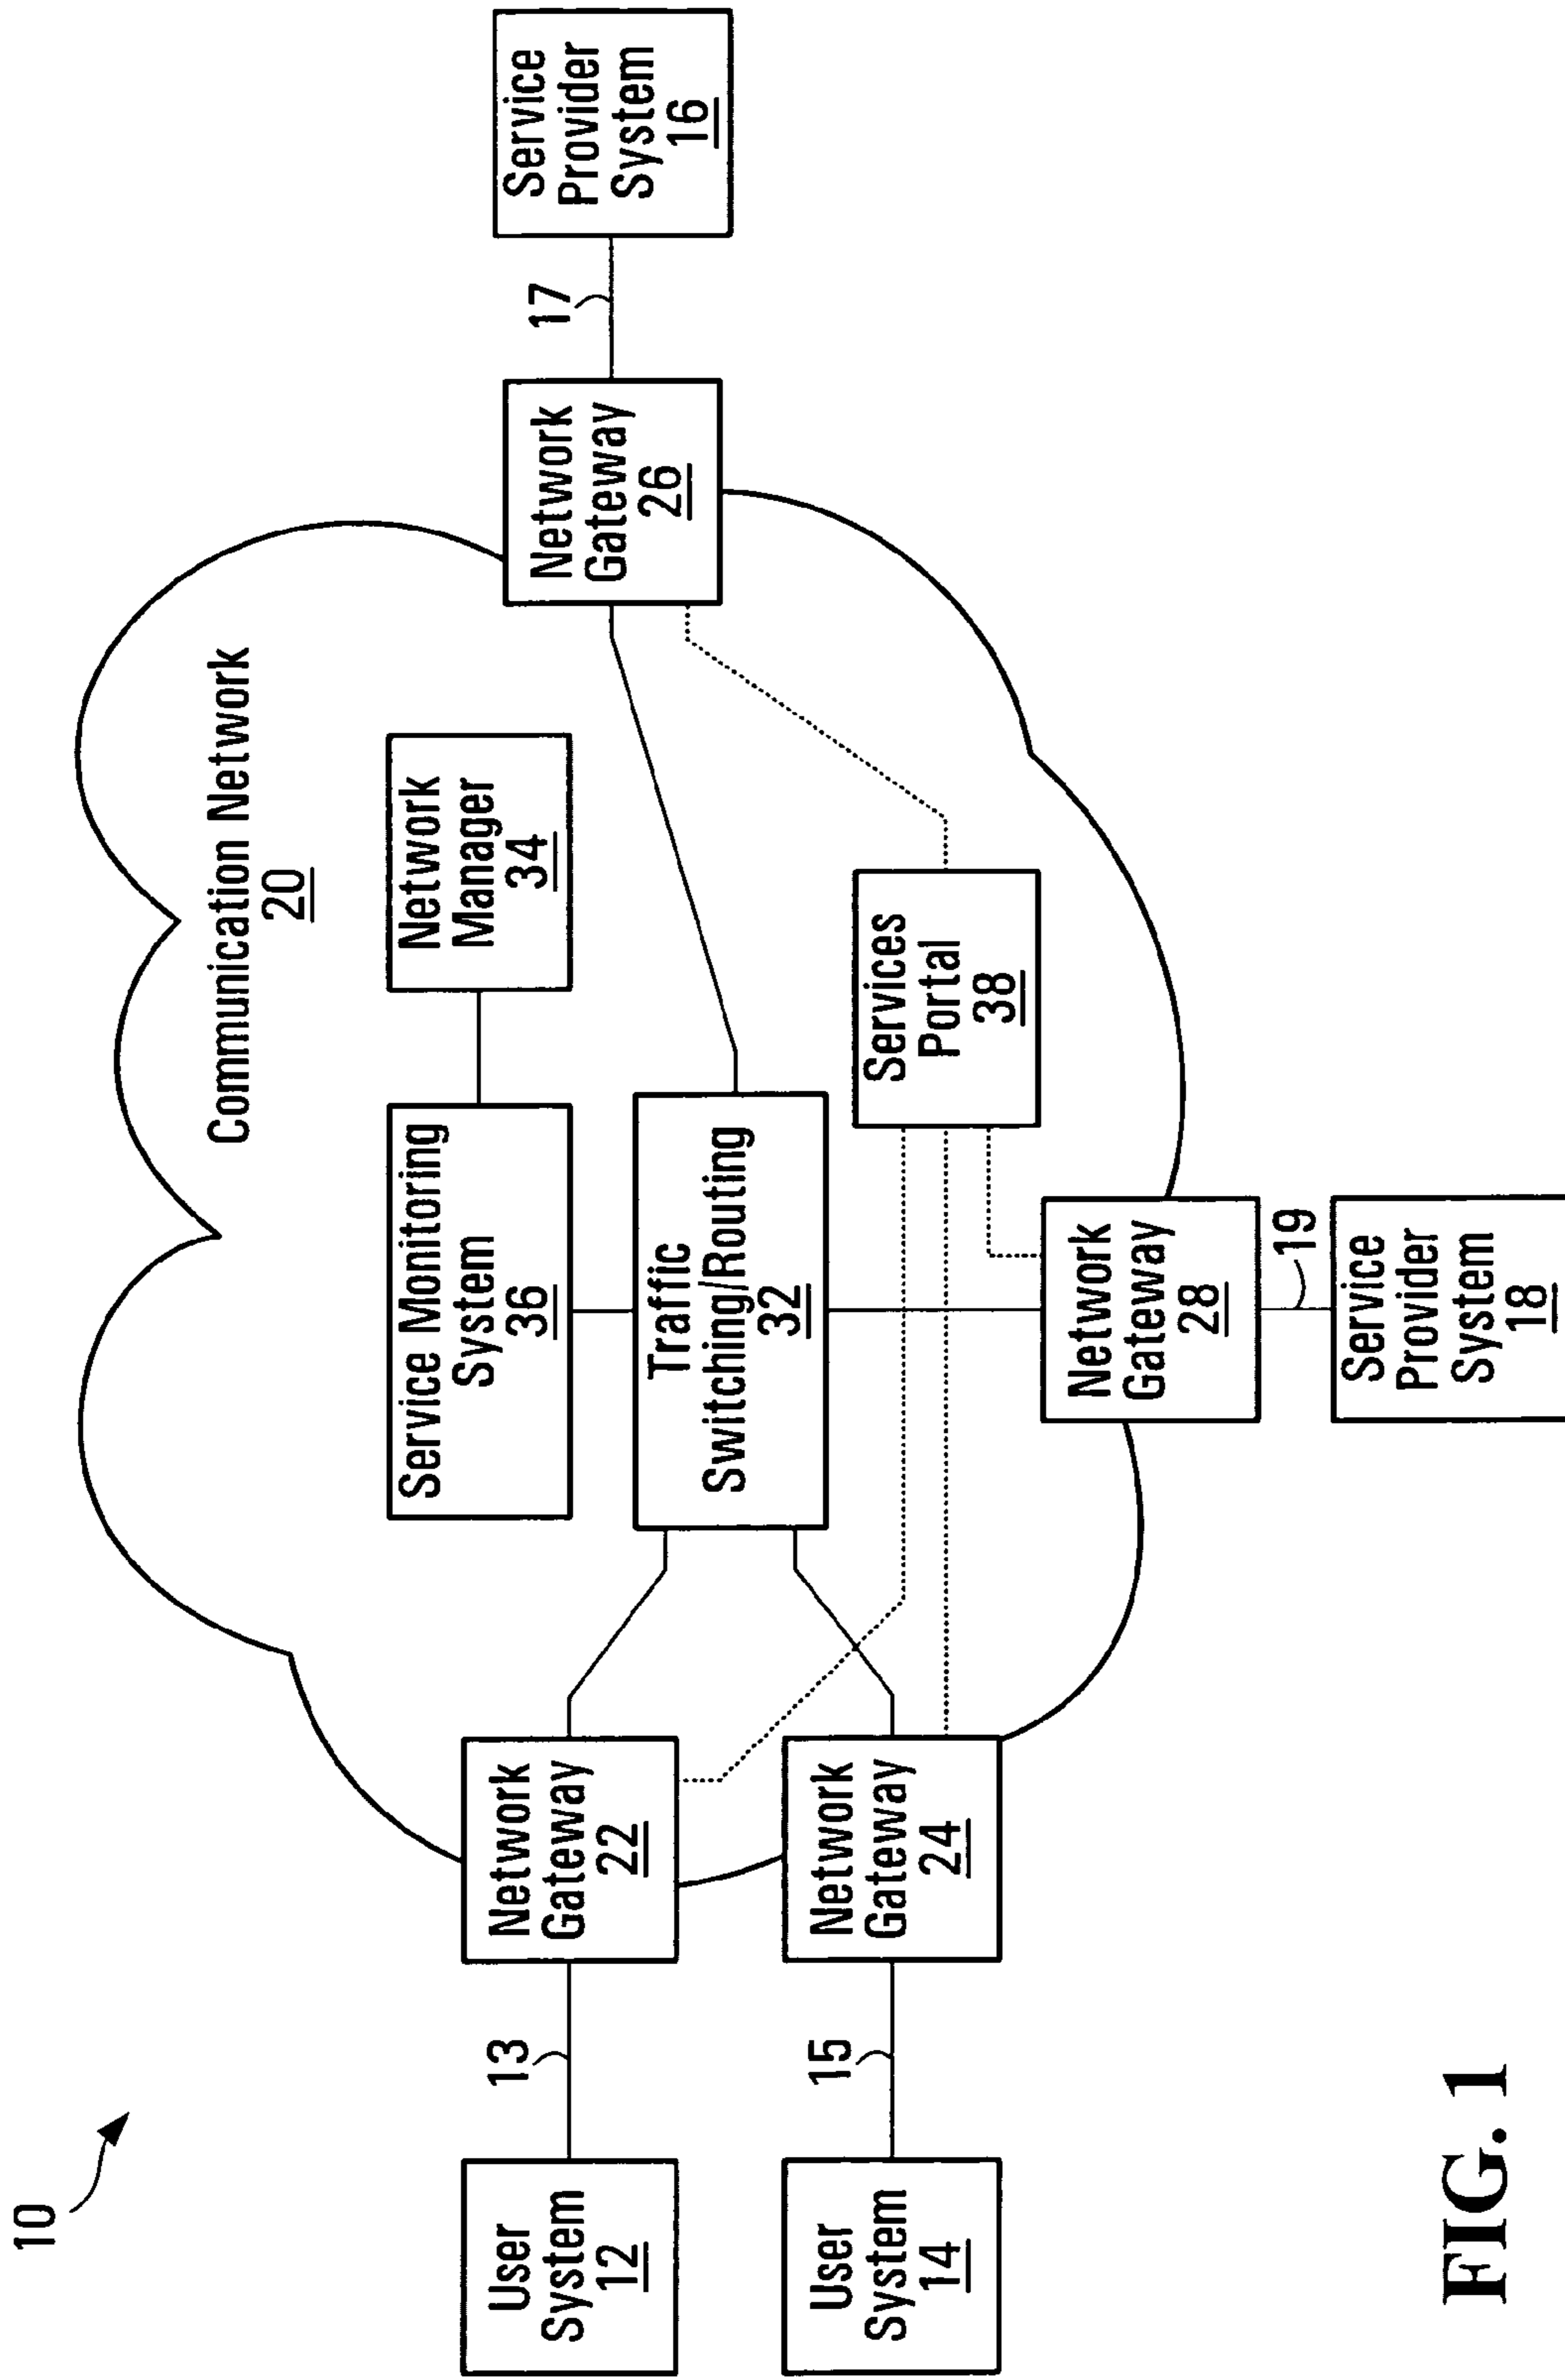 10
Communication Network
20
User
System
12
13
Network
Gateway
22
Service Monitoring
System
36
Network
Manager
34
Network
Gateway
26
17
Service
Provider
System
16
Traffic
Switching/Routing
32
User
System
14
15
Network
Gateway
24
Services
Portal
38
Network
Gateway
28
19
Service
Provider
System
18
FIG. 1